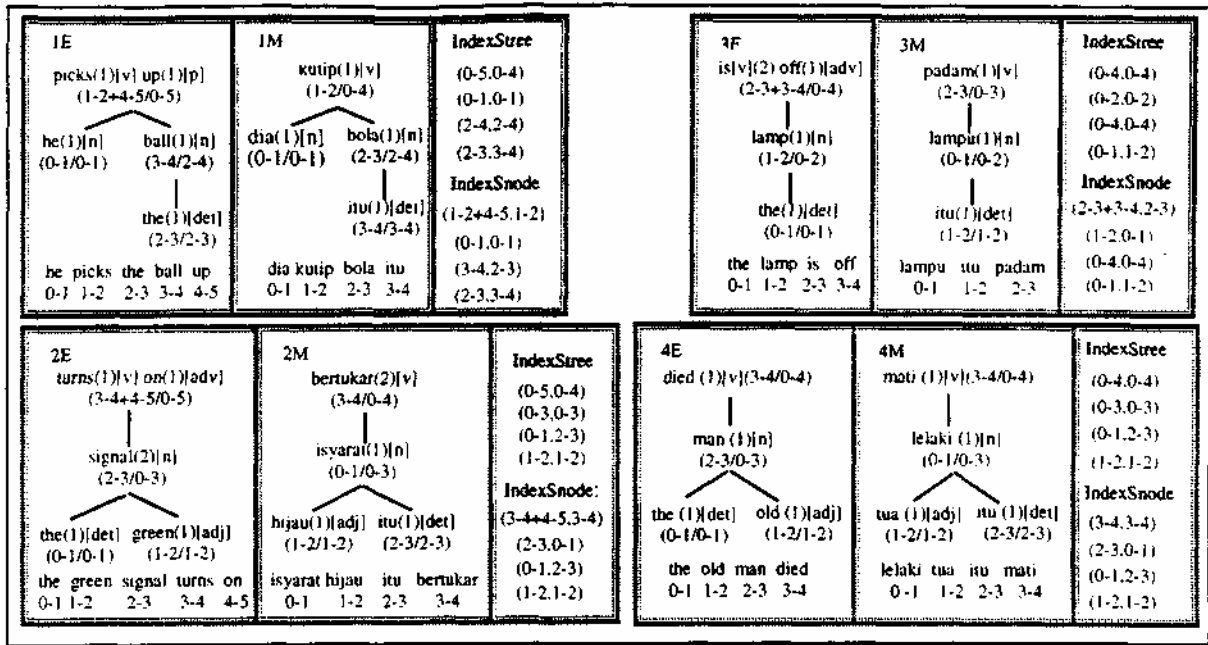 1E
picks(1)[v] up(1)[p]
(1-2+4-5/0-5)
he(1)[n] ball(1)[n]
(0-1/0-1) (3-4/2-4)
the(1)[det]
(2-3/2-3)
he picks the ball up
0-1 1-2 2-3 3-4 4-5
1M
kutip(1)[v]
(1-2/0-4)
dia(1)[n] bola(1)[n]
(0-1/0-1) (2-3/2-4)
itu(1)[det]
(3-4/3-4)
dia kutip bola itu
0-1 1-2 2-3 3-4
IndexStree
(0-5.0-4)
(0-1.0-1)
(2-4.2-4)
(2-3.3-4)
IndexSnode
(1-2+4-5.1-2)
(0-1.0-1)
(3-4.2-3)
(2-3.3-4)
3E
is[v](2) off(1)[adv]
(2-3+3-4/0-4)
lamp(1)[n]
(1-2/0-2)
the(1)[det]
(0-1/0-1)
the lamp is off
0-1 1-2 2-3 3-4
3M
padam(1)[v]
(2-3/0-3)
lampu(1)[n]
(0-1/0-2)
itu(1)[det]
(1-2/1-2)
lampu itu padam
0-1 1-2 2-3
IndexStree
(0-4.0-4)
(0-2.0-2)
(0-4.0-4)
(0-1.1-2)
IndexSnode
(2-3+3-4.2-3)
(1-2.0-1)
(0-4.0-4)
(0-1.1-2)
2E
turns(1)[v] on(1)[adv]
(3-4+4-5/0-5)
signal(2)[n]
(2-3/0-3)
the(1)[det] green(1)[adj]
(0-1/0-1) (1-2/1-2)
the green signal turns on
0-1 1-2 2-3 3-4 4-5
2M
bertukar(2)[v]
(3-4/0-4)
isyarat(1)[n]
(0-1/0-3)
hijau(1)[adj] itu(1)[det]
(1-2/1-2) (2-3/2-3)
isyarat hijau itu bertukar
0-1 1-2 2-3 3-4
IndexStree
(0-5.0-4)
(0-3.0-3)
(0-1.2-3)
(1-2.1-2)
IndexSnode:
(3-4+4-5.3-4)
(2-3.0-1)
(0-1.2-3)
(1-2.1-2)
4E
died (1)[v](3-4/0-4)
man (1)[n]
(2-3/0-3)
the (1)[det] old (1)[adj]
(0-1/0-1) (1-2/1-2)
the old man died
0-1 1-2 2-3 3-4
4M
mati (1)[v](3-4/0-4)
lelaki (1)[n]
(0-1/0-3)
tua (1)[adj] itu (1)[det]
(1-2/1-2) (2-3/2-3)
lelaki tua itu mati
0-1 1-2 2-3 3-4
IndexStree
(0-4.0-4)
(0-3.0-3)
(0-1.2-3)
(1-2.1-2)
IndexSnode
(3-4.3-4)
(2-3.0-1)
(0-1.2-3)
(1-2.1-2)